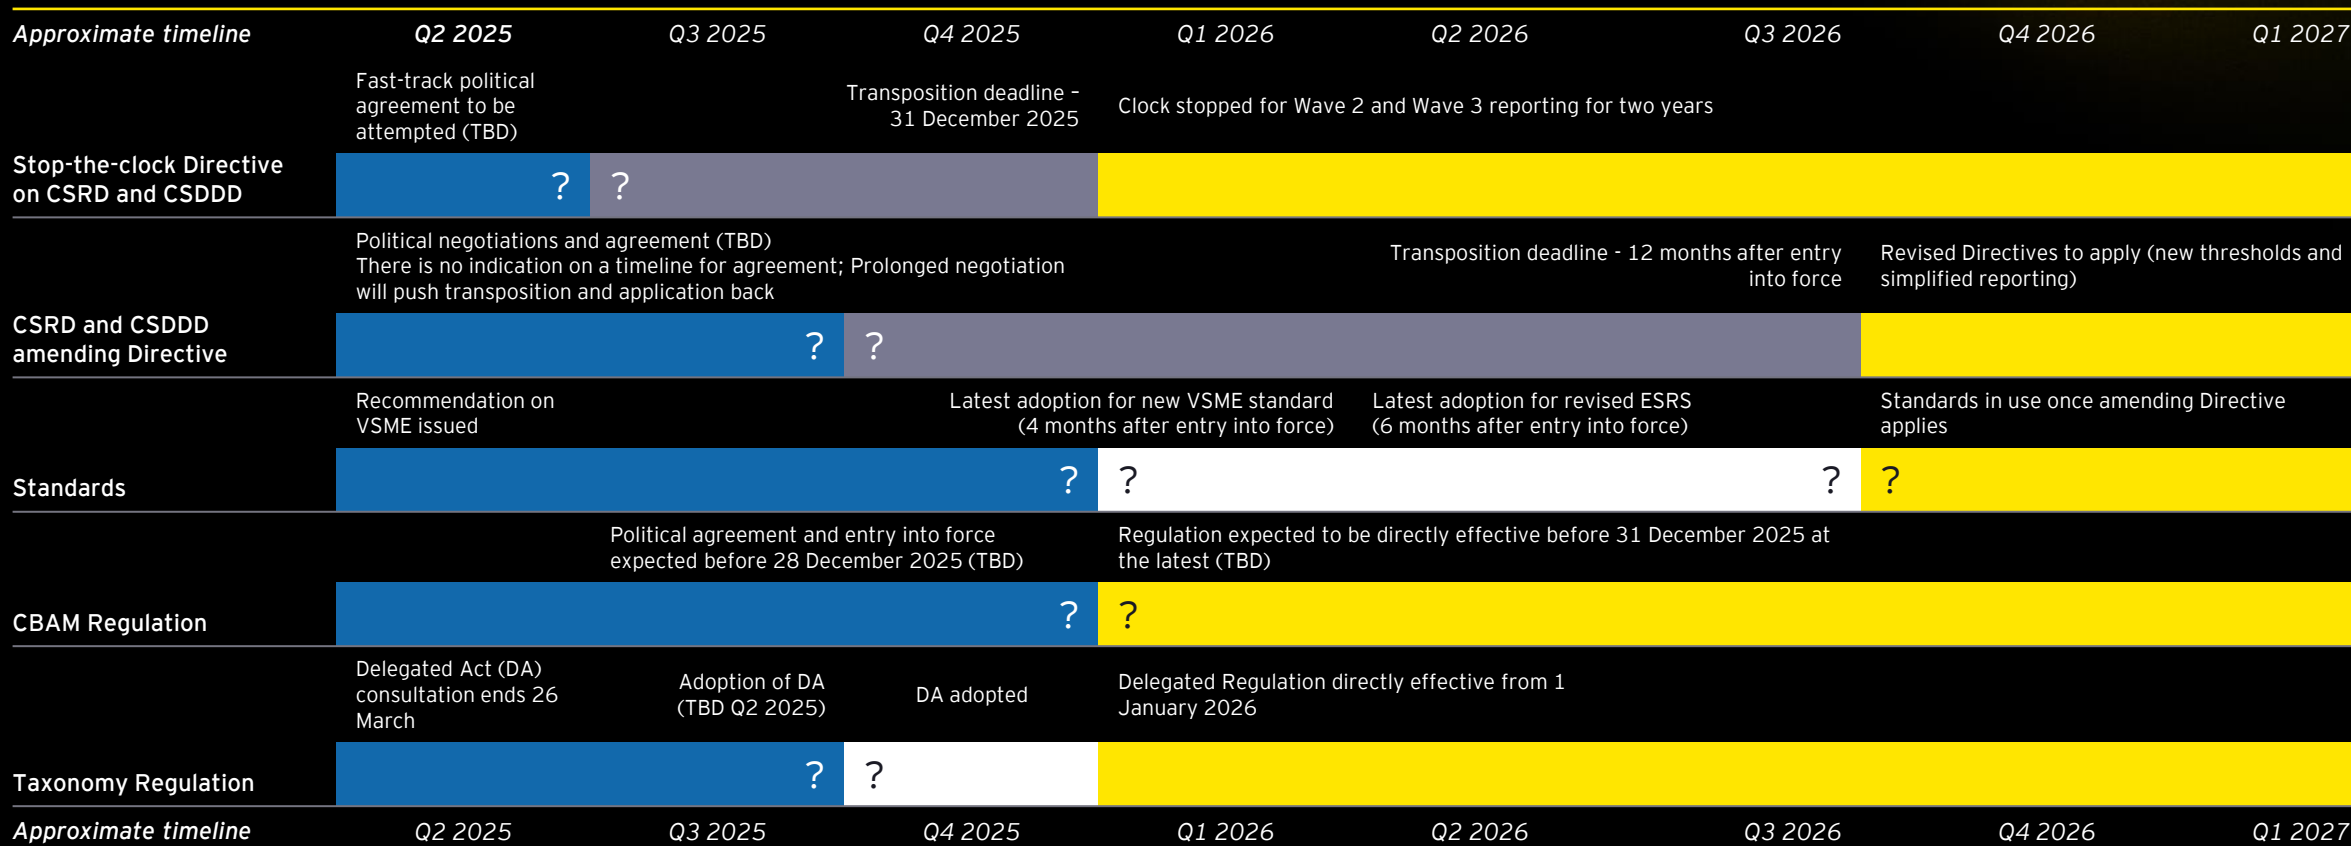 Approximate timeline Q2 2025 Q3 2025 Q4 2025 Q1 2026 Q2 2026 Q3 2026 Q4 2026 Q1 2027
Fast-track political
agreement to be
attempted (TBD)
Transposition deadline –
31 December 2025
Clock stopped for Wave 2 and Wave 3 reporting for two years
Stop-the-clock Directive
on CSRD and CSDDD
? ?
Political negotiations and agreement (TBD)
There is no indication on a timeline for agreement; Prolonged negotiation
will push transposition and application back
Transposition deadline - 12 months after entry
into force
Revised Directives to apply (new thresholds and
simplified reporting)
CSRD and CSDDD
amending Directive
? ?
Recommendation on
VSME issued
Latest adoption for new VSME standard
(4 months after entry into force)
Latest adoption for revised ESRS
(6 months after entry into force)
Standards in use once amending Directive
applies
Standards
? ? ? ?
Political agreement and entry into force
expected before 28 December 2025 (TBD)
Regulation expected to be directly effective before 31 December 2025 at
the latest (TBD)
CBAM Regulation
? ?
Delegated Act (DA)
consultation ends 26
March
Adoption of DA
(TBD Q2 2025)
DA adopted
Delegated Regulation directly effective from 1
January 2026
Taxonomy Regulation
? ?
Approximate timeline Q2 2025 Q3 2025 Q4 2025 Q1 2026 Q2 2026 Q3 2026 Q4 2026 Q1 2027